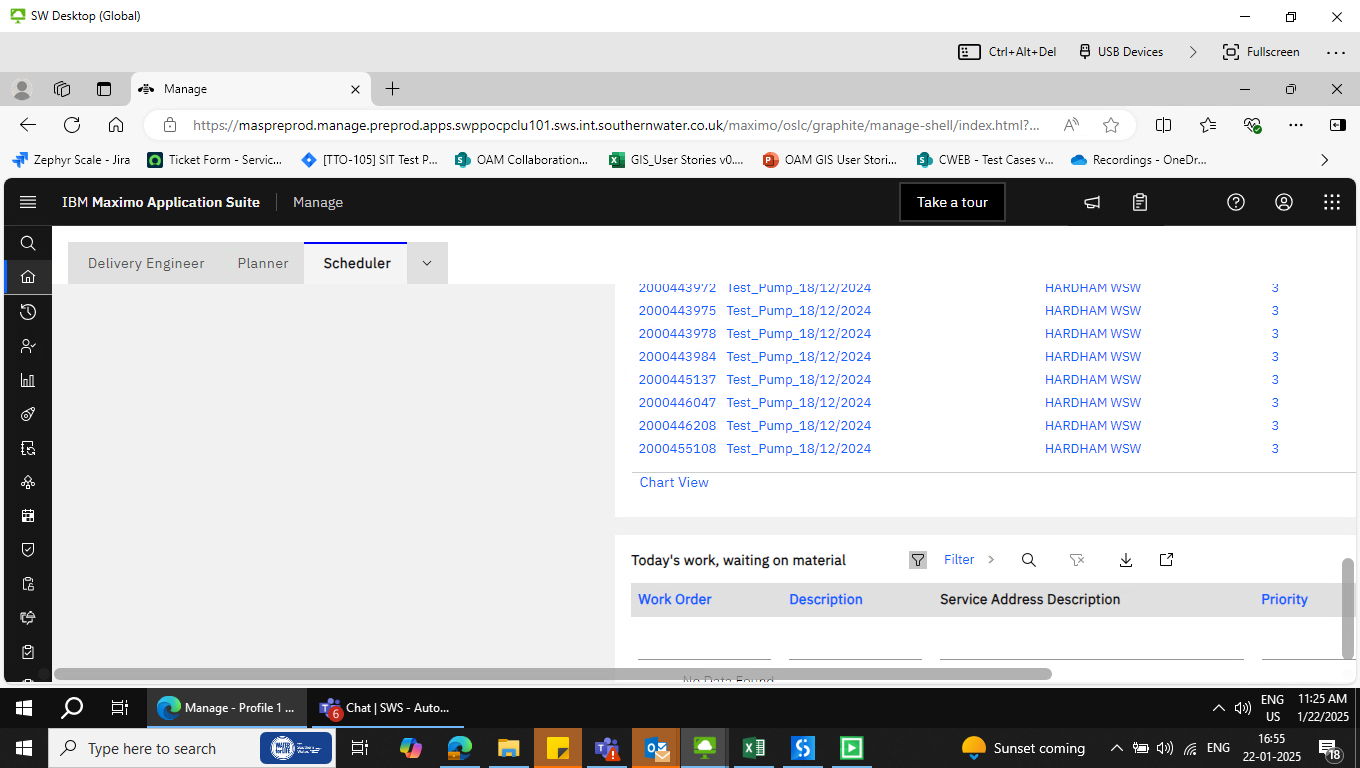 SW Desktop (Global)
Ctrl+Alt+Del USB Devices Fullscreen
Manage
https://maspreprod.manage.preprod.apps.swppocpclu101.sws.int.southernwater.co.uk/maximo/oslc/graphite/manage-shell/index.html?...
Zephyr Scale - Jira Ticket Form - Servic... [TTO-105] SIT Test P... OAM Collaboration... GIS_User Stories v0.... OAM GIS User Stori... CWEB - Test Cases v... Recordings - OneDr...
IBM Maximo Application Suite Manage Take a tour
Delivery Engineer Planner Scheduler
2000443972 Test_Pump_18/12/2024 HARDHAM WSW 3
2000443975 Test_Pump_18/12/2024 HARDHAM WSW 3
2000443978 Test_Pump_18/12/2024 HARDHAM WSW 3
2000443984 Test_Pump_18/12/2024 HARDHAM WSW 3
2000445137 Test_Pump_18/12/2024 HARDHAM WSW 3
2000446047 Test_Pump_18/12/2024 HARDHAM WSW 3
2000446208 Test_Pump_18/12/2024 HARDHAM WSW 3
2000455108 Test_Pump_18/12/2024 HARDHAM WSW 3
Chart View
Today's work, waiting on material Filter
Work Order Description Service Address Description Priority
No Data Found
Manage - Profile 1 ... 6 Chat | SWS - Auto... ENG US 11:25 AM 1/22/2025
Type here to search Sunset coming ENG 16:55 22-01-2025 18